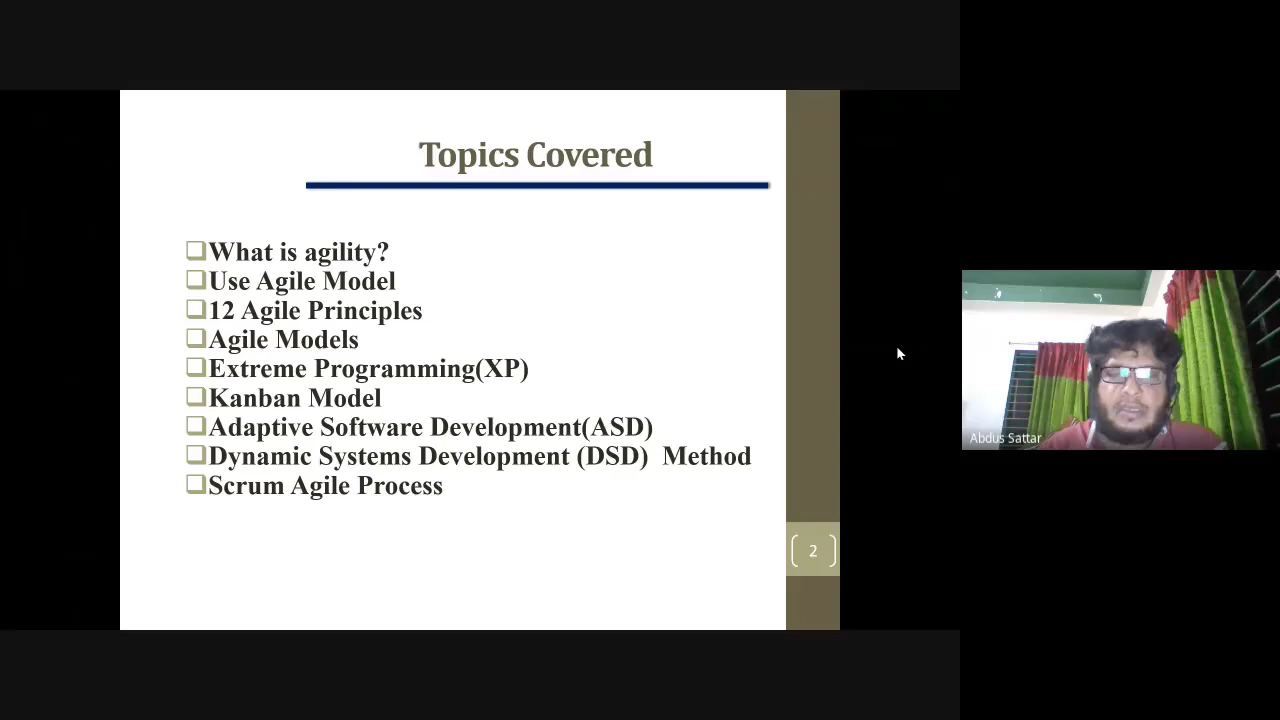 Topics Covered
What is agility?
Use Agile Model
12 Agile Principles
Agile Models
Extreme Programming(XP)
Kanban Model
Adaptive Software Development(ASD)
Dynamic Systems Development (DSD)  Method
Scrum Agile Process
2
Abdus Sattar